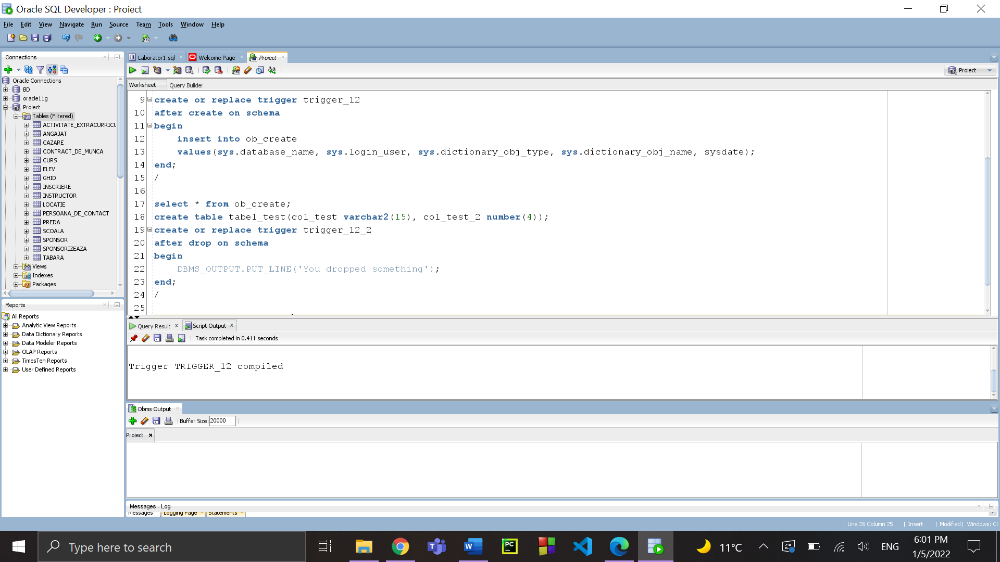 Oracle SQL Developer : Proiect
File Edit View Navigate Run Source Team Tools Window Help
Connections
Oracle Connections
BD
oracle11g
Proiect
Tables (Filtered)
ACTIVITATE_EXTRACURRICU
ANGAJAT
CAZARE
CONTRACT_DE_MUNCA
CURS
ELEV
GHID
INSCRIERE
INSTRUCTOR
LOCATIE
PERSOANA_DE_CONTACT
PREDA
SCOALA
SPONSOR
SPONSORIZEAZA
TABARA
Views
Indexes
Packages
Reports
All Reports
Analytic View Reports
Data Dictionary Reports
Data Modeler Reports
OLAP Reports
TimesTen Reports
User Defined Reports
Laborator1.sql Welcome Page Proiect
Proiect
Worksheet Query Builder
9 create or replace trigger trigger_12
10 after create on schema
11 begin
12 insert into ob_create
13 values(sys.database_name, sys.login_user, sys.dictionary_obj_type, sys.dictionary_obj_name, sysdate);
14 end;
15 /
16
17 select * from ob_create;
18 create table tabel_test(col_test varchar2(15), col_test_2 number(4));
19 create or replace trigger trigger_12_2
20 after drop on schema
21 begin
22 DBMS_OUTPUT.PUT_LINE('You dropped something');
23 end;
24 /
25
Query Result Script Output
Task completed in 0.411 seconds
Trigger TRIGGER_12 compiled
Dbms Output
Buffer Size: 20000
Proiect
Messages - Log
Messages Logging Page Statements
Line 26 Column 25 Insert Modified Windows: Cl
Type here to search
PC
11°C
ENG
6:01 PM
1/5/2022